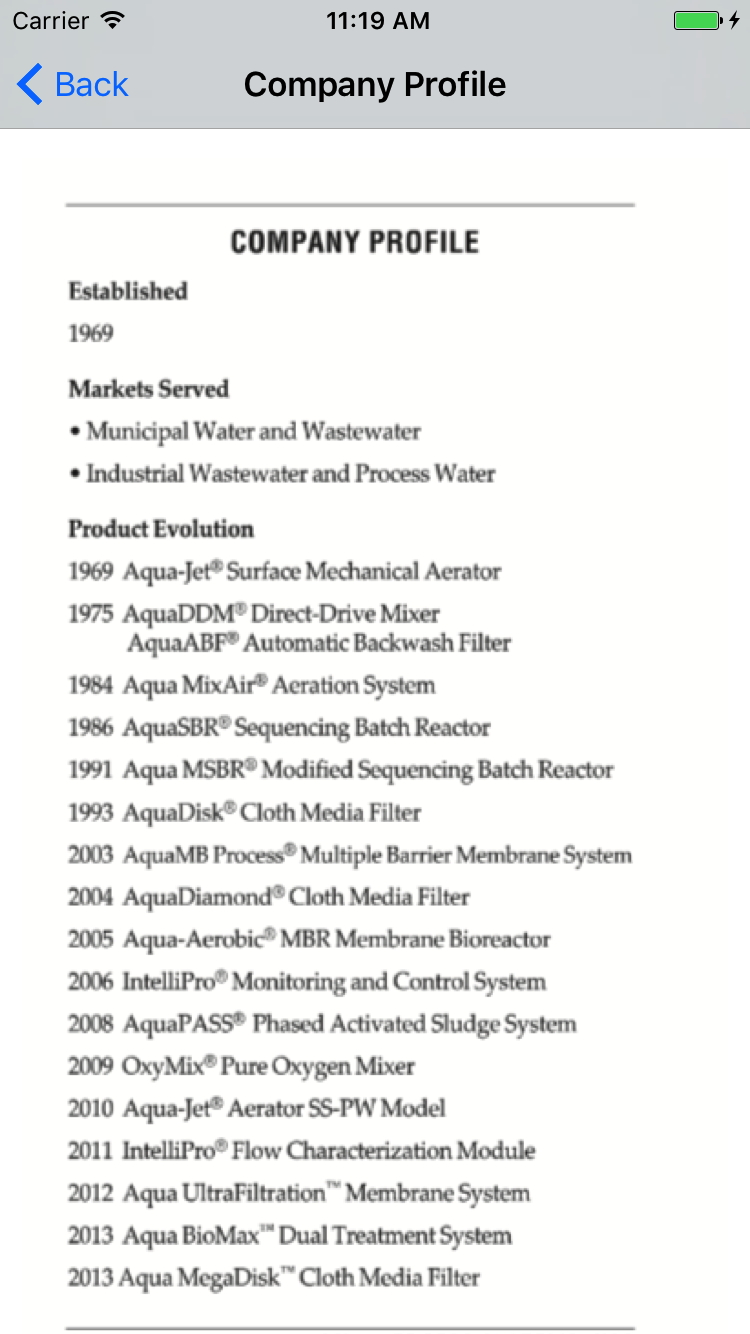 Carrier 11:19 AM
Back Company Profile
COMPANY PROFILE
Established
1969
Markets Served
• Municipal Water and Wastewater
• Industrial Wastewater and Process Water
Product Evolution
1969 Aqua-Jet® Surface Mechanical Aerator
1975 AquaDDM® Direct-Drive Mixer
AquaABF® Automatic Backwash Filter
1984 Aqua MixAir® Aeration System
1986 AquaSBR® Sequencing Batch Reactor
1991 Aqua MSBR® Modified Sequencing Batch Reactor
1993 AquaDisk® Cloth Media Filter
2003 AquaMB Process® Multiple Barrier Membrane System
2004 AquaDiamond® Cloth Media Filter
2005 Aqua-Aerobic® MBR Membrane Bioreactor
2006 IntelliPro® Monitoring and Control System
2008 AquaPASS® Phased Activated Sludge System
2009 OxyMix® Pure Oxygen Mixer
2010 Aqua-Jet® Aerator SS-PW Model
2011 IntelliPro® Flow Characterization Module
2012 Aqua UltraFiltration™ Membrane System
2013 Aqua BioMax™ Dual Treatment System
2013 Aqua MegaDisk™ Cloth Media Filter